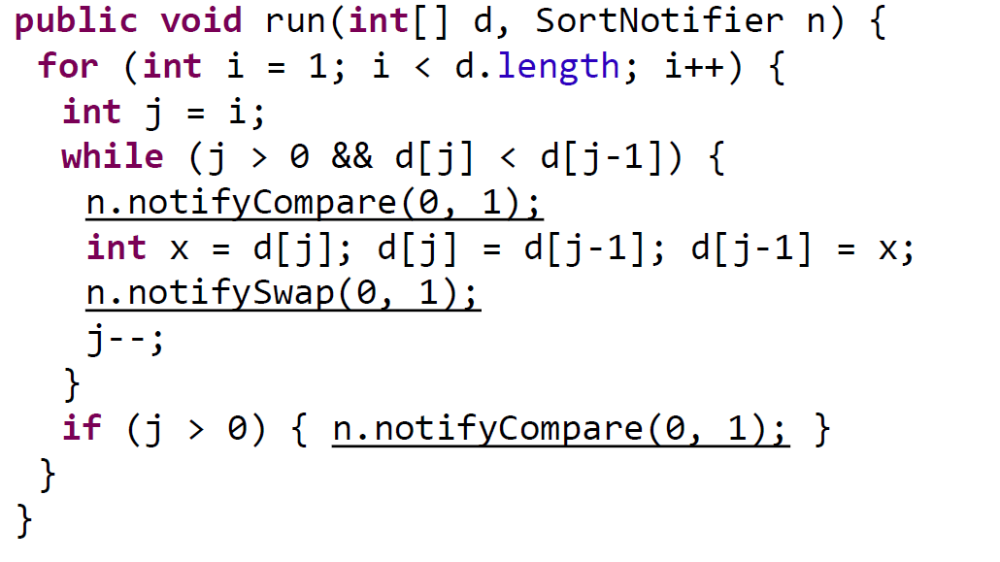 public void run(int[] d, SortNotifier n) {
for (int i = 1; i < d.length; i++) {
int j = i;
while (j > 0 && d[j] < d[j-1]) {
n.notifyCompare(0, 1);
int x = d[j]; d[j] = d[j-1]; d[j-1] = x;
n.notifySwap(0, 1);
j--;
}
if (j > 0) { n.notifyCompare(0, 1); }
}
}